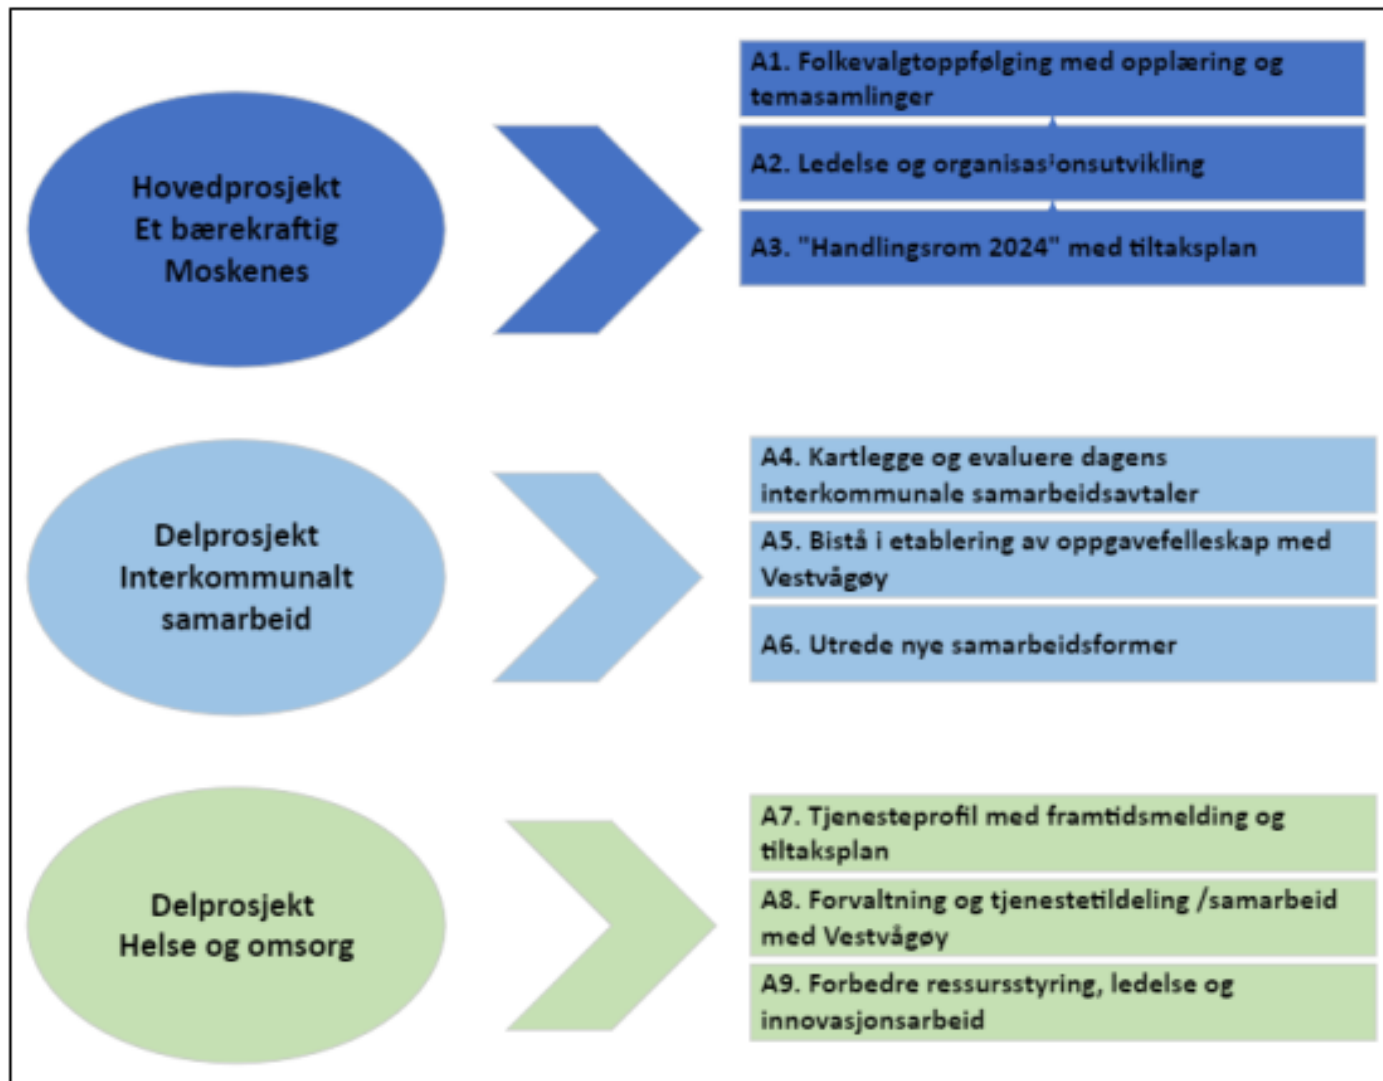 Hovedprosjekt
Et bærekraftig
Moskenes
A1. Folkevalgtoppfølging med opplæring og
temasamlinger
A2. Ledelse og organisasjonsutvikling
A3. "Handlingsrom 2024" med tiltaksplan
Delprosjekt
Interkommunalt
samarbeid
A4. Kartlegge og evaluere dagens
interkommunale samarbeidsavtaler
A5. Bistå i etablering av oppgavefelleskap med
Vestvågøy
A6. Utrede nye samarbeidsformer
Delprosjekt
Helse og omsorg
A7. Tjenesteprofil med framtidsmelding og
tiltaksplan
A8. Forvaltning og tjenestetildeling /samarbeid
med Vestvågøy
A9. Forbedre ressursstyring, ledelse og
innovasjonsarbeid